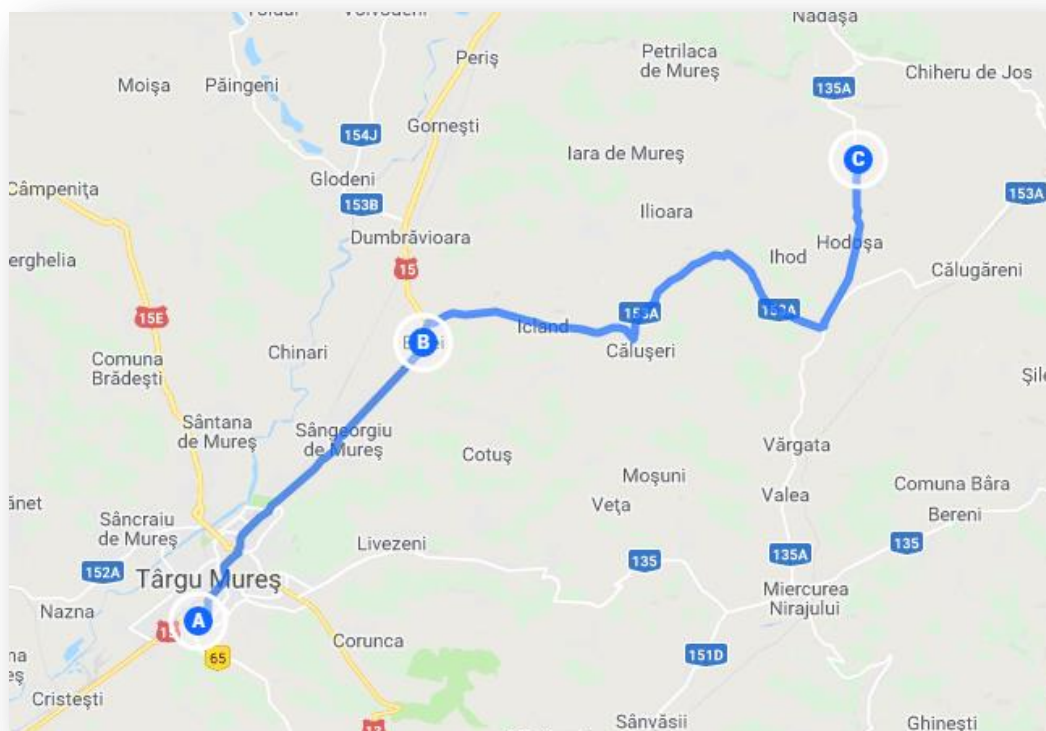 Nadăşa
Periş
Petrilaca
de Mureş
Chiheru de Jos
Moişa
Păingeni
135A
154J
Gorneşti
C
Iara de Mureş
Glodeni
Câmpeniţa
153B
153A
Ilioara
Dumbrăvioara
Hodoşa
Ihod
15
Călugăreni
15E
Icland
Căluşeri
B
Chinari
Comuna
Brădeşti
Sântana
de Mureş
Sângeorgiu
de Mureş
Cotuş
Vărgata
Moşuni
Comuna Bâra
Valea
Veţa
Bereni
Sâncraiu
de Mureş
Livezeni
135
135A
135
152A
Târgu Mureş
Miercurea
Nirajului
Nazna
A
Corunca
65
151D
Cristeşti
Sânvăsii
Ghineşti